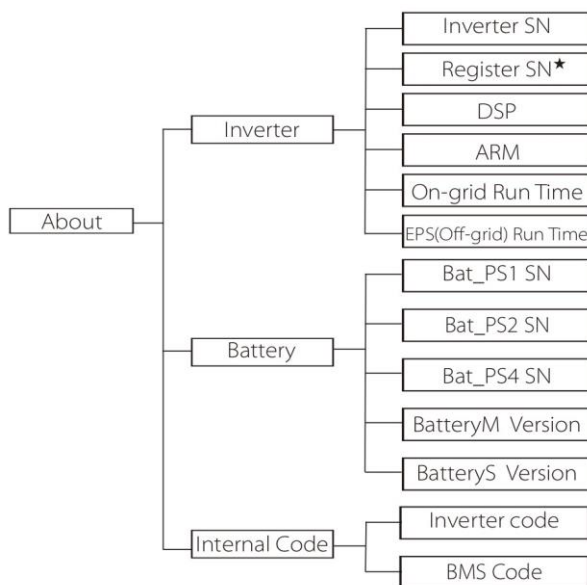 About
Inverter
Inverter SN
Register SN★
DSP
ARM
On-grid Run Time
EPS(Off-grid) Run Time
Battery
Bat_PS1 SN
Bat_PS2 SN
Bat_PS4 SN
BatteryM Version
BatteryS Version
Internal Code
Inverter code
BMS Code